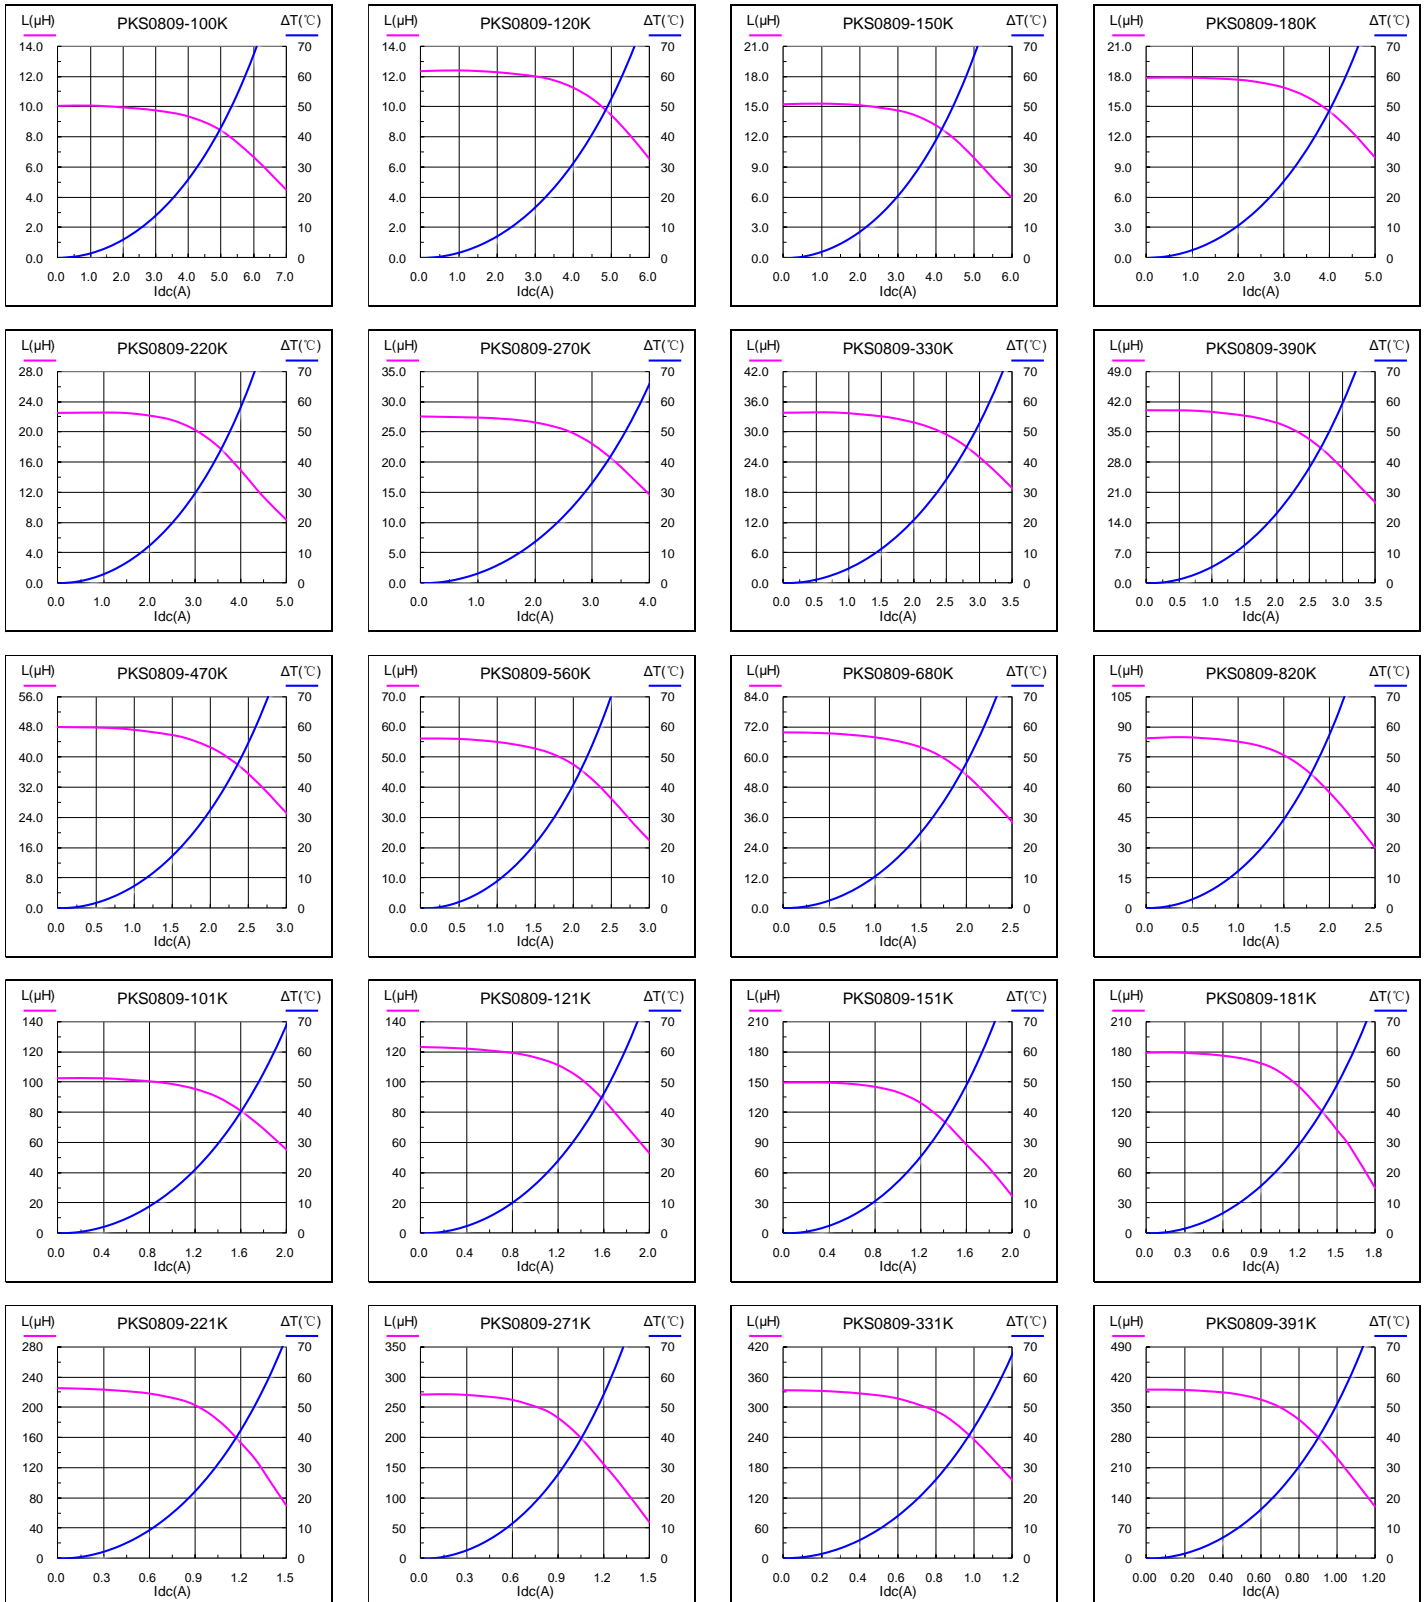 L(μH) PKS0809-100K ΔT(℃)
14.0 12.0 10.0 8.0 6.0 4.0 2.0 0.0
70 60 50 40 30 20 10 0
0.0 1.0 2.0 3.0 4.0 5.0 6.0 7.0
Idc(A)
L(μH) PKS0809-120K ΔT(℃)
14.0 12.0 10.0 8.0 6.0 4.0 2.0 0.0
70 60 50 40 30 20 10 0
0.0 1.0 2.0 3.0 4.0 5.0 6.0
Idc(A)
L(μH) PKS0809-150K ΔT(℃)
21.0 18.0 15.0 12.0 9.0 6.0 3.0 0.0
70 60 50 40 30 20 10 0
0.0 1.0 2.0 3.0 4.0 5.0 6.0
Idc(A)
L(μH) PKS0809-180K ΔT(℃)
21.0 18.0 15.0 12.0 9.0 6.0 3.0 0.0
70 60 50 40 30 20 10 0
0.0 1.0 2.0 3.0 4.0 5.0
Idc(A)
L(μH) PKS0809-220K ΔT(℃)
28.0 24.0 20.0 16.0 12.0 8.0 4.0 0.0
70 60 50 40 30 20 10 0
0.0 1.0 2.0 3.0 4.0 5.0
Idc(A)
L(μH) PKS0809-270K ΔT(℃)
35.0 30.0 25.0 20.0 15.0 10.0 5.0 0.0
70 60 50 40 30 20 10 0
0.0 1.0 2.0 3.0 4.0
Idc(A)
L(μH) PKS0809-330K ΔT(℃)
42.0 36.0 30.0 24.0 18.0 12.0 6.0 0.0
70 60 50 40 30 20 10 0
0.0 0.5 1.0 1.5 2.0 2.5 3.0 3.5
Idc(A)
L(μH) PKS0809-390K ΔT(℃)
49.0 42.0 35.0 28.0 21.0 14.0 7.0 0.0
70 60 50 40 30 20 10 0
0.0 0.5 1.0 1.5 2.0 2.5 3.0 3.5
Idc(A)
L(μH) PKS0809-470K ΔT(℃)
56.0 48.0 40.0 32.0 24.0 16.0 8.0 0.0
70 60 50 40 30 20 10 0
0.0 0.5 1.0 1.5 2.0 2.5 3.0
Idc(A)
L(μH) PKS0809-560K ΔT(℃)
70.0 60.0 50.0 40.0 30.0 20.0 10.0 0.0
70 60 50 40 30 20 10 0
0.0 0.5 1.0 1.5 2.0 2.5 3.0
Idc(A)
L(μH) PKS0809-680K ΔT(℃)
84.0 72.0 60.0 48.0 36.0 24.0 12.0 0.0
70 60 50 40 30 20 10 0
0.0 0.5 1.0 1.5 2.0 2.5
Idc(A)
L(μH) PKS0809-820K ΔT(℃)
105 90 75 60 45 30 15 0
70 60 50 40 30 20 10 0
0.0 0.5 1.0 1.5 2.0 2.5
Idc(A)
L(μH) PKS0809-101K ΔT(℃)
140 120 100 80 60 40 20 0
70 60 50 40 30 20 10 0
0.0 0.4 0.8 1.2 1.6 2.0
Idc(A)
L(μH) PKS0809-121K ΔT(℃)
140 120 100 80 60 40 20 0
70 60 50 40 30 20 10 0
0.0 0.4 0.8 1.2 1.6 2.0
Idc(A)
L(μH) PKS0809-151K ΔT(℃)
210 180 150 120 90 60 30 0
70 60 50 40 30 20 10 0
0.0 0.4 0.8 1.2 1.6 2.0
Idc(A)
L(μH) PKS0809-181K ΔT(℃)
210 180 150 120 90 60 30 0
70 60 50 40 30 20 10 0
0.0 0.3 0.6 0.9 1.2 1.5 1.8
Idc(A)
L(μH) PKS0809-221K ΔT(℃)
280 240 200 160 120 80 40 0
70 60 50 40 30 20 10 0
0.0 0.3 0.6 0.9 1.2 1.5
Idc(A)
L(μH) PKS0809-271K ΔT(℃)
350 300 250 200 150 100 50 0
70 60 50 40 30 20 10 0
0.0 0.3 0.6 0.9 1.2 1.5
Idc(A)
L(μH) PKS0809-331K ΔT(℃)
420 360 300 240 180 120 60 0
70 60 50 40 30 20 10 0
0.0 0.2 0.4 0.6 0.8 1.0 1.2
Idc(A)
L(μH) PKS0809-391K ΔT(℃)
490 420 350 280 210 140 70 0
70 60 50 40 30 20 10 0
0.00 0.20 0.40 0.60 0.80 1.00 1.20
Idc(A)